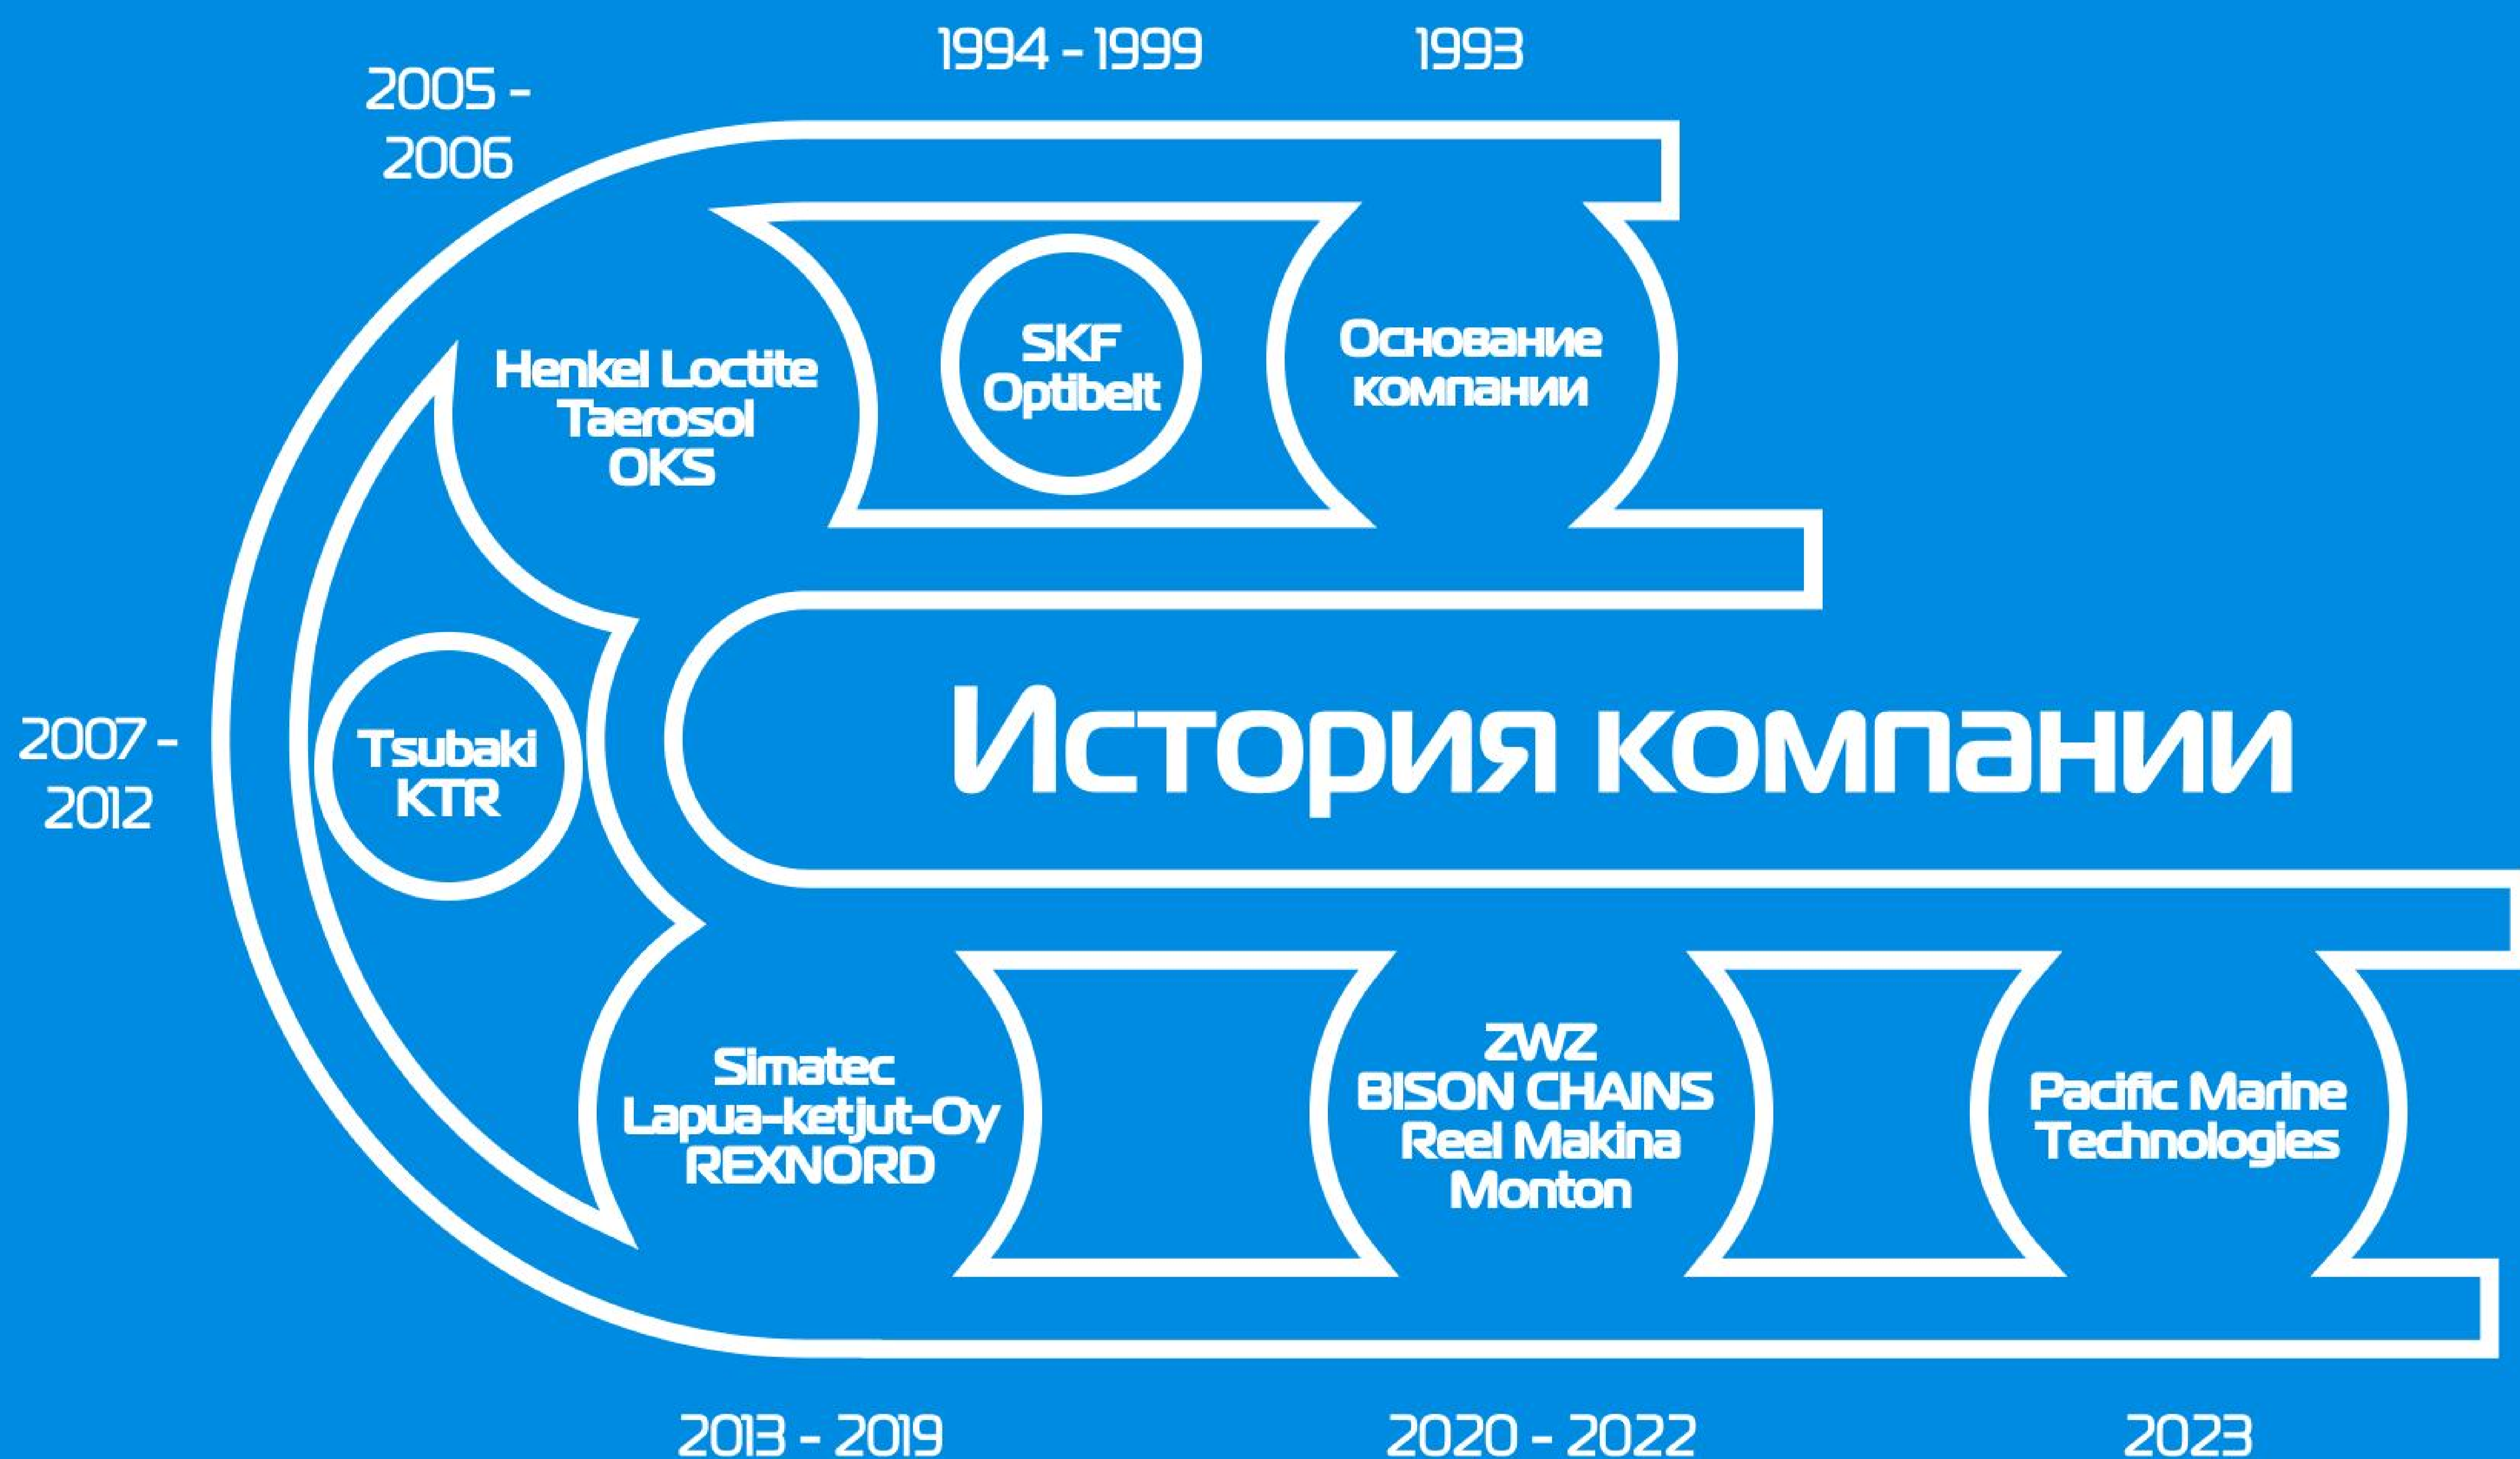 1994 - 1999
1993
2005 -
2006
SKF
Optibelt
Основание
компании
Henkel Loctite
Taerosol
OKS
История компании
2007 -
2012
Tsubaki
KTR
Simatec
Lapua-ketjut-Oy
REXNORD
ZWZ
BISON CHAINS
Reel Makina
Monton
Pacific Marine
Technologies
2013 - 2019
2020 - 2022
2023